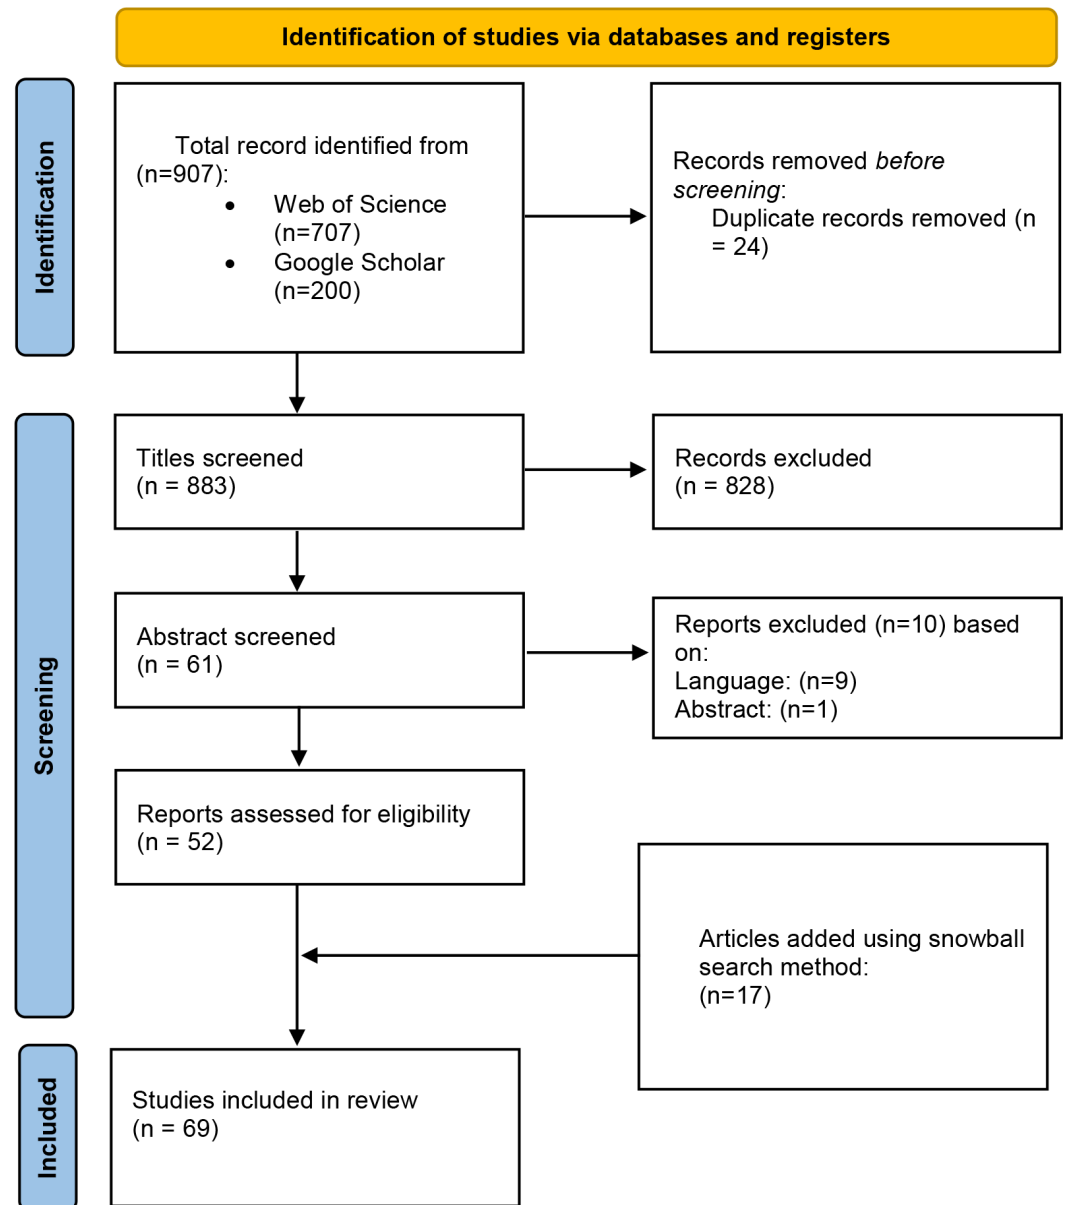 Identification of studies via databases and registers
Identification
Total record identified from
(n=907):
• Web of Science
(n=707)
• Google Scholar
(n=200)
Records removed before
screening:
Duplicate records removed (n
= 24)
Screening
Titles screened
(n = 883)
Records excluded
(n = 828)
Abstract screened
(n = 61)
Reports excluded (n=10) based
on:
Language: (n=9)
Abstract: (n=1)
Reports assessed for eligibility
(n = 52)
Articles added using snowball
search method:
(n=17)
Included
Studies included in review
(n = 69)